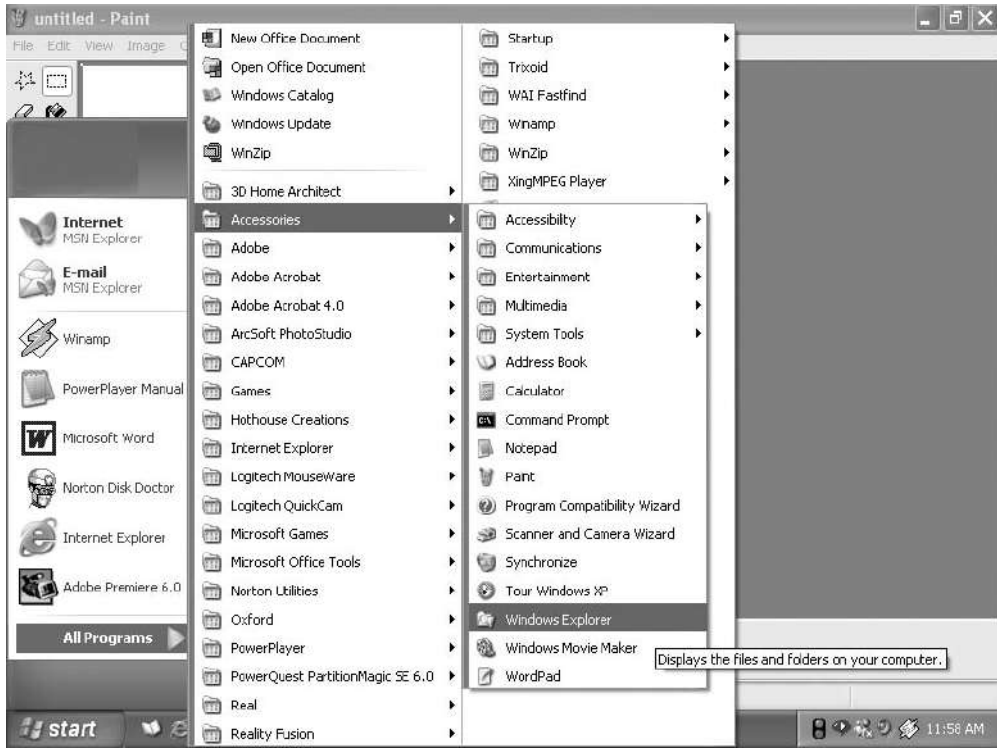 untitled - Paint
File Edit View Image
New Office Document
Open Office Document
Windows Catalog
Windows Update
WinZip
3D Home Architect
Accessories
Adobe
Adobe Acrobat
Adobe Acrobat 4.0
ArcSoft PhotoStudio
CAPCOM
Games
Hothouse Creations
Internet Explorer
Logitech MouseWare
Logitech QuickCam
Microsoft Games
Microsoft Office Tools
Norton Utilities
Oxford
PowerPlayer
PowerQuest PartitionMagic SE 6.0
Real
Reality Fusion
Startup
Trixoid
WAI Fastfind
Winamp
WinZip
XingMPEG Player
Accessibilty
Communications
Entertainment
Multimedia
System Tools
Address Book
Calculator
Command Prompt
Notepad
Paint
Program Compatibility Wizard
Scanner and Camera Wizard
Synchronize
Tour Windows XP
Windows Explorer
Windows Movie Maker
WordPad
Displays the files and folders on your computer.
Internet
MSN Explorer
E-mail
MSN Explorer
Winamp
PowerPlayer Manual
Microsoft Word
Norton Disk Doctor
Internet Explorer
Adobe Premiere 6.0
All Programs
start
11:58 AM